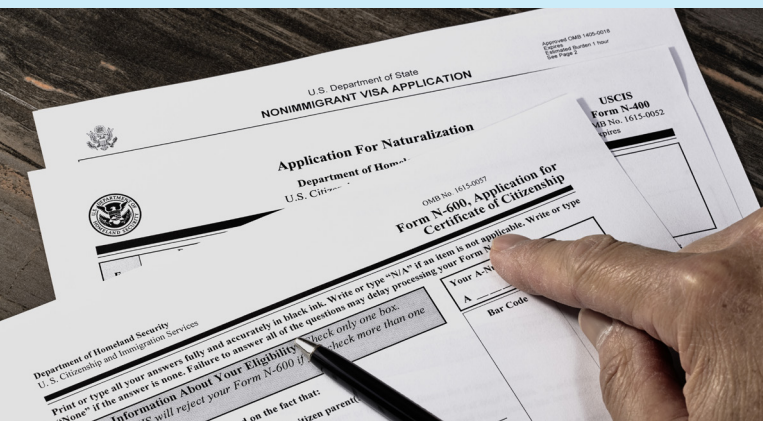 Approved OMB 1405-0018
Expires
Estimated Burden 1 hour
See Page 2
U.S. Department of State
NONIMMIGRANT VISA APPLICATION
USCIS
Form N-400
OMB No. 1615-0052
Expires
Application For Naturalization
Department of
U.S.
OMB No. 1615-0057
Form N-600, Application for
Certificate of Citizenship
Department of Homeland Security
U. S. Citizenship and Immigration Services
Print or type all your answers fully and accurately in black ink. Write or type "N/A" if an item is not applicable. Write or type
"None" if the answer is none. Failure to answer all of the questions may delay processing your Form
Information About Your Eligibility Check only one box.
will reject your Form N-600 if check more than one
on the fact that:
Your
A
Bar Code